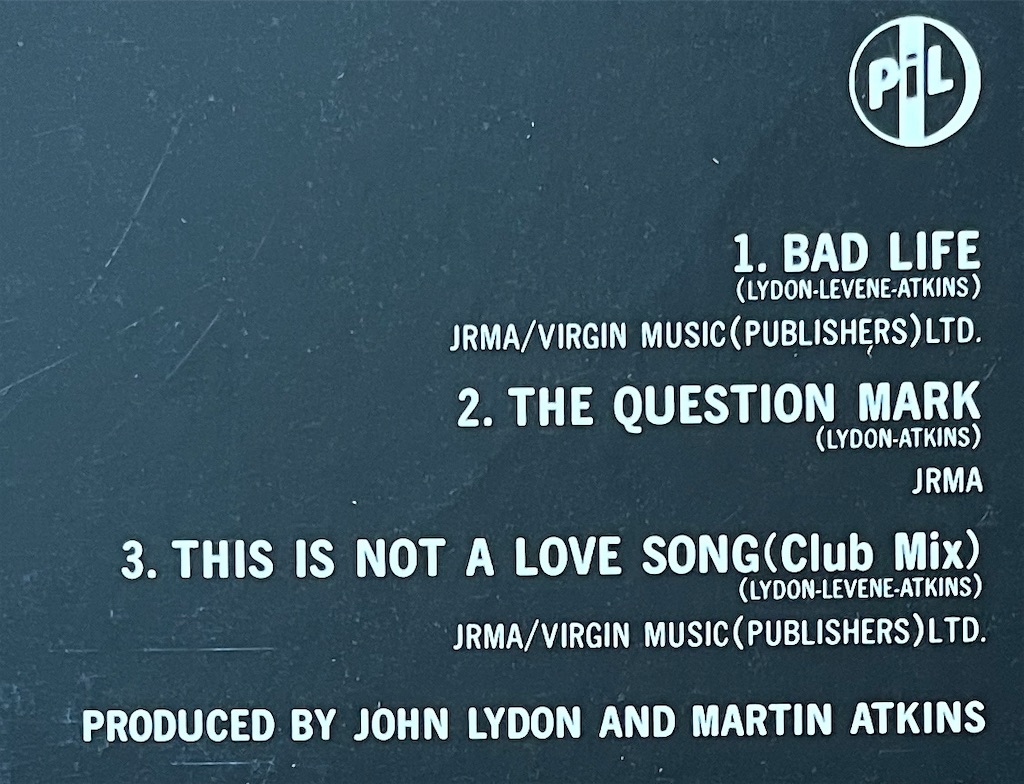 PiL
1. BAD LIFE
(LYDON-LEVENE-ATKINS)
JRMA/VIRGIN MUSIC(PUBLISHERS)LTD.
2. THE QUESTION MARK
(LYDON-ATKINS)
JRMA
3. THIS IS NOT A LOVE SONG(Club Mix)
(LYDON-LEVENE-ATKINS)
JRMA/VIRGIN MUSIC(PUBLISHERS)LTD.
PRODUCED BY JOHN LYDON AND MARTIN ATKINS